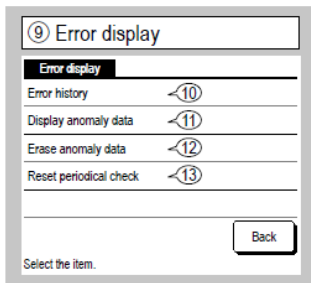 ⑨ Error display
Error display
Error history ⑩
Display anomaly data ⑪
Erase anomaly data ⑫
Reset periodical check ⑬
Back
Select the item.